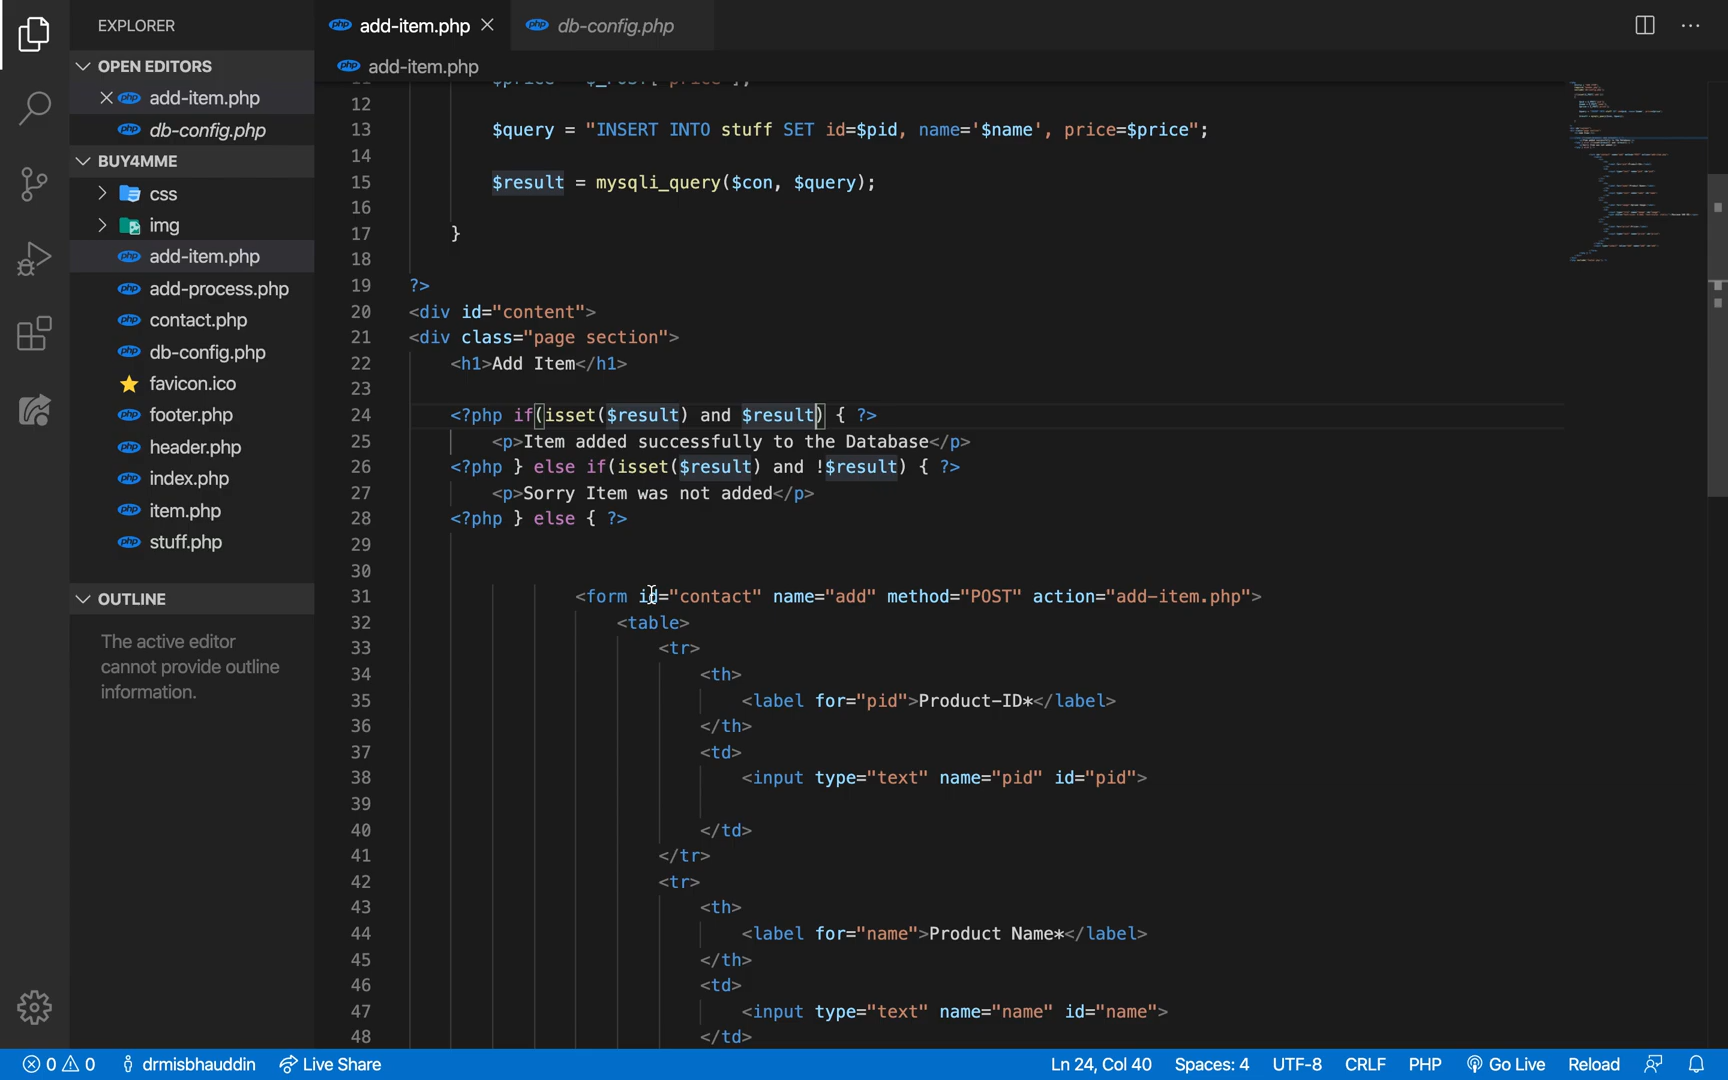 EXPLORER
OPEN EDITORS
add-item.php
db-config.php
BUY4MME
css
img
add-item.php
add-process.php
contact.php
db-config.php
favicon.ico
footer.php
header.php
index.php
item.php
stuff.php
OUTLINE
The active editor
cannot provide outline
information.
php add-item.php
php db-config.php
php add-item.php
12
13 $query = "INSERT INTO stuff SET id=$pid, name='$name', price=$price";
14
15 $result = mysqli_query($con, $query);
16
17 }
18
19 ?>
20 <div id="content">
21 <div class="page section">
22 <h1>Add Item</h1>
23
24 <?php if(isset($result) and $result) { ?>
25 <p>Item added successfully to the Database</p>
26 <?php } else if(isset($result) and !$result) { ?>
27 <p>Sorry Item was not added</p>
28 <?php } else { ?>
29
30
31 <form id="contact" name="add" method="POST" action="add-item.php">
32 <table>
33 <tr>
34 <th>
35 <label for="pid">Product-ID*</label>
36 </th>
37 <td>
38 <input type="text" name="pid" id="pid">
39
40 </td>
41 </tr>
42 <tr>
43 <th>
44 <label for="name">Product Name*</label>
45 </th>
46 <td>
47 <input type="text" name="name" id="name">
48 </td>
0 0 drmisbhauddin Live Share Ln 24, Col 40 Spaces: 4 UTF-8 CRLF PHP Go Live Reload